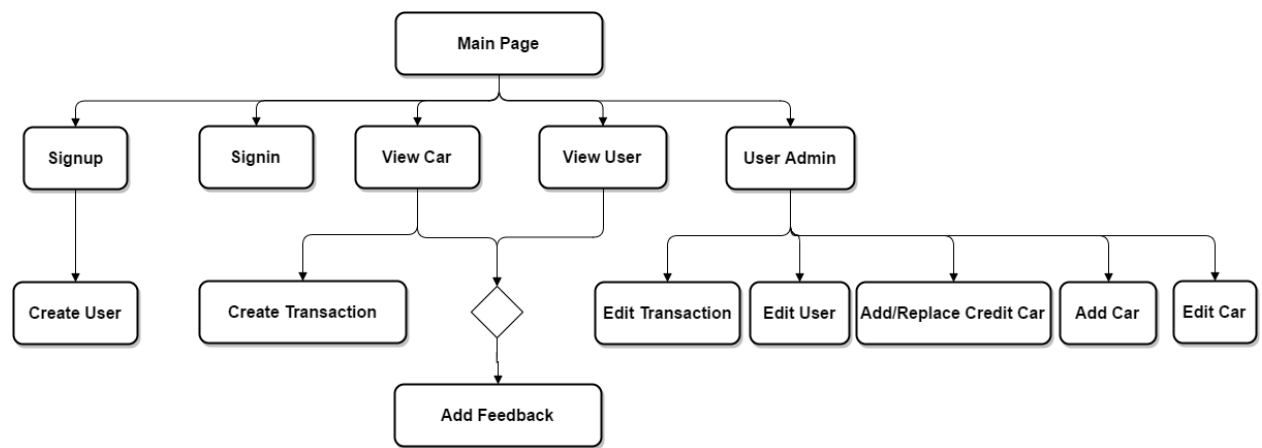 Main Page
Signup
Signin
View Car
View User
User Admin
Create User
Create Transaction
Edit Transaction
Edit User
Add/Replace Credit Car
Add Car
Edit Car
Add Feedback